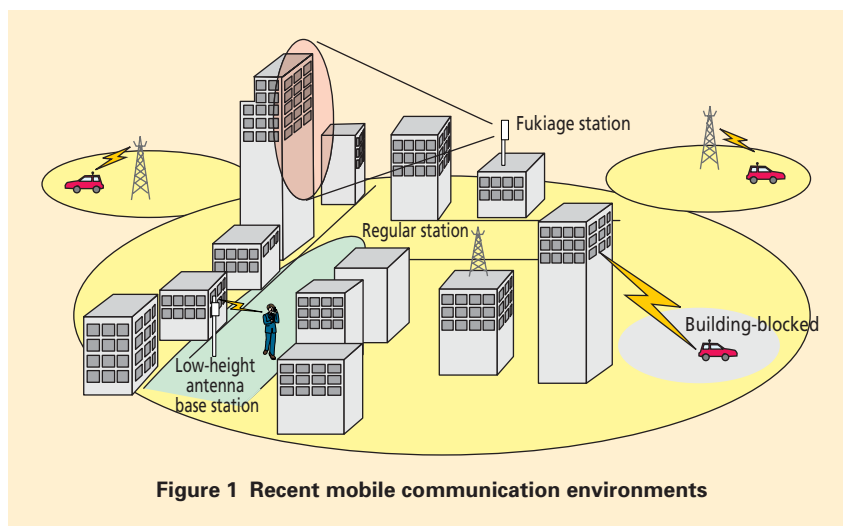 Fukiage station
Regular station
Building-blocked
Low-height
antenna
base station
Figure 1 Recent mobile communication environments